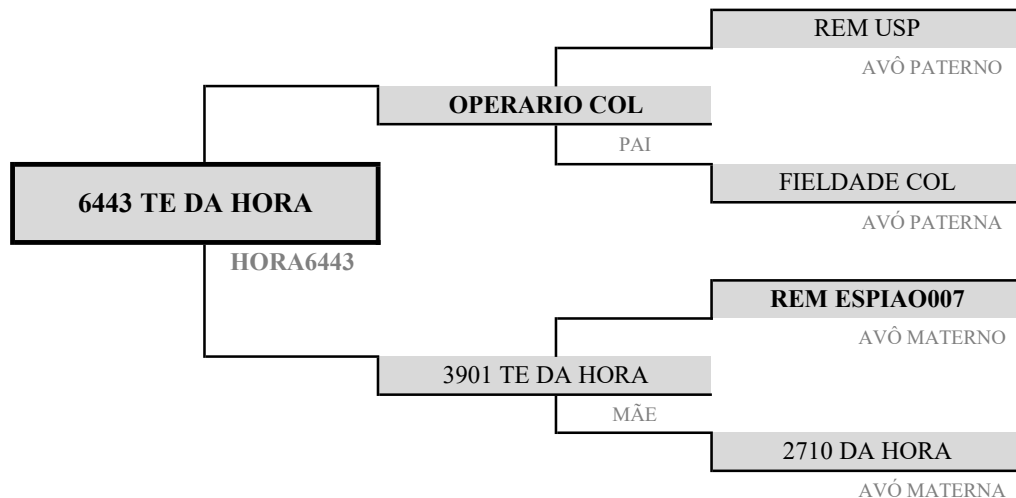 REM USP
AVÔ PATERNO
OPERARIO COL
PAI
FIELDADE COL
AVÓ PATERNA
6443 TE DA HORA
HORA6443
REM ESPIAO007
AVÔ MATERNO
3901 TE DA HORA
MÃE
2710 DA HORA
AVÓ MATERNA